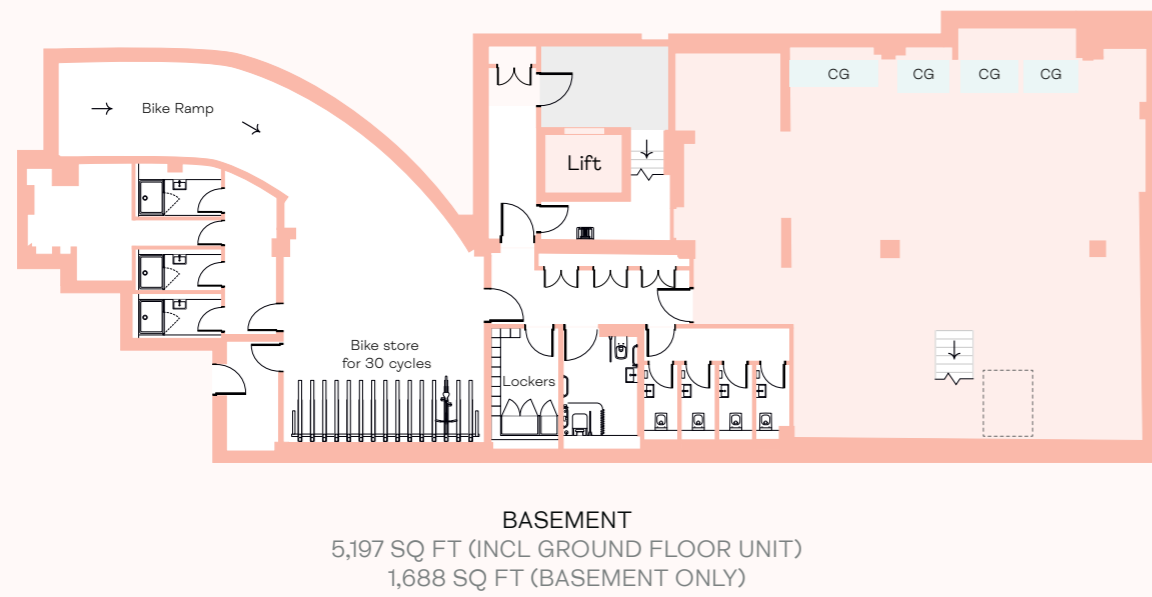 CG
CG
CG
CG
Bike Ramp
Lift
Bike store
for 30 cycles
Lockers
BASEMENT
5,197 SQ FT (INCL GROUND FLOOR UNIT)
1,688 SQ FT (BASEMENT ONLY)